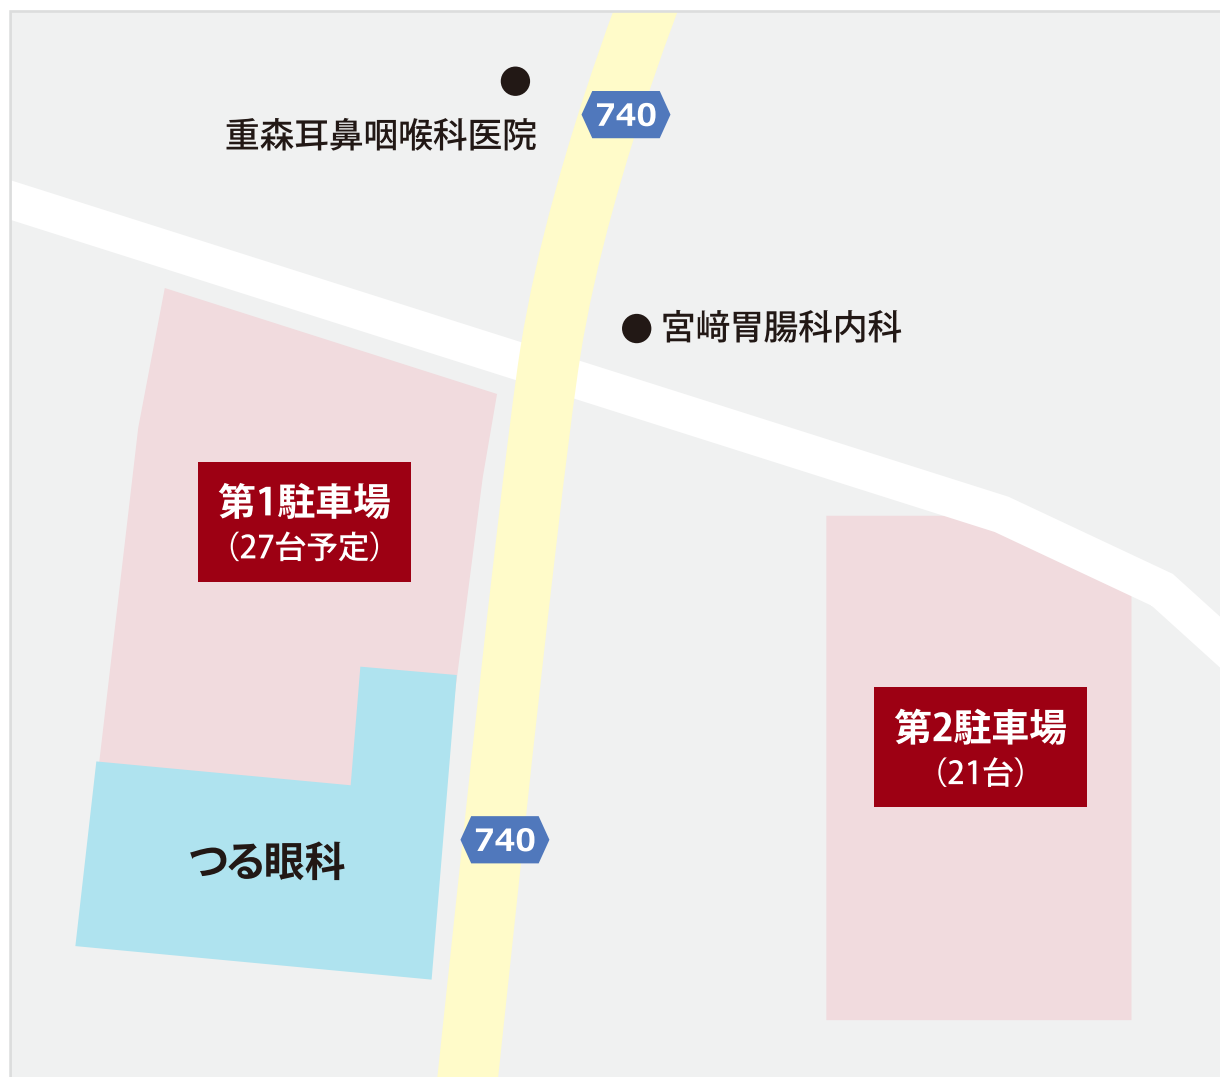 740
重森耳鼻咽喉科医院
宮﨑胃腸科内科
第1駐車場
（27台予定）
第2駐車場
（21台）
740
つる眼科